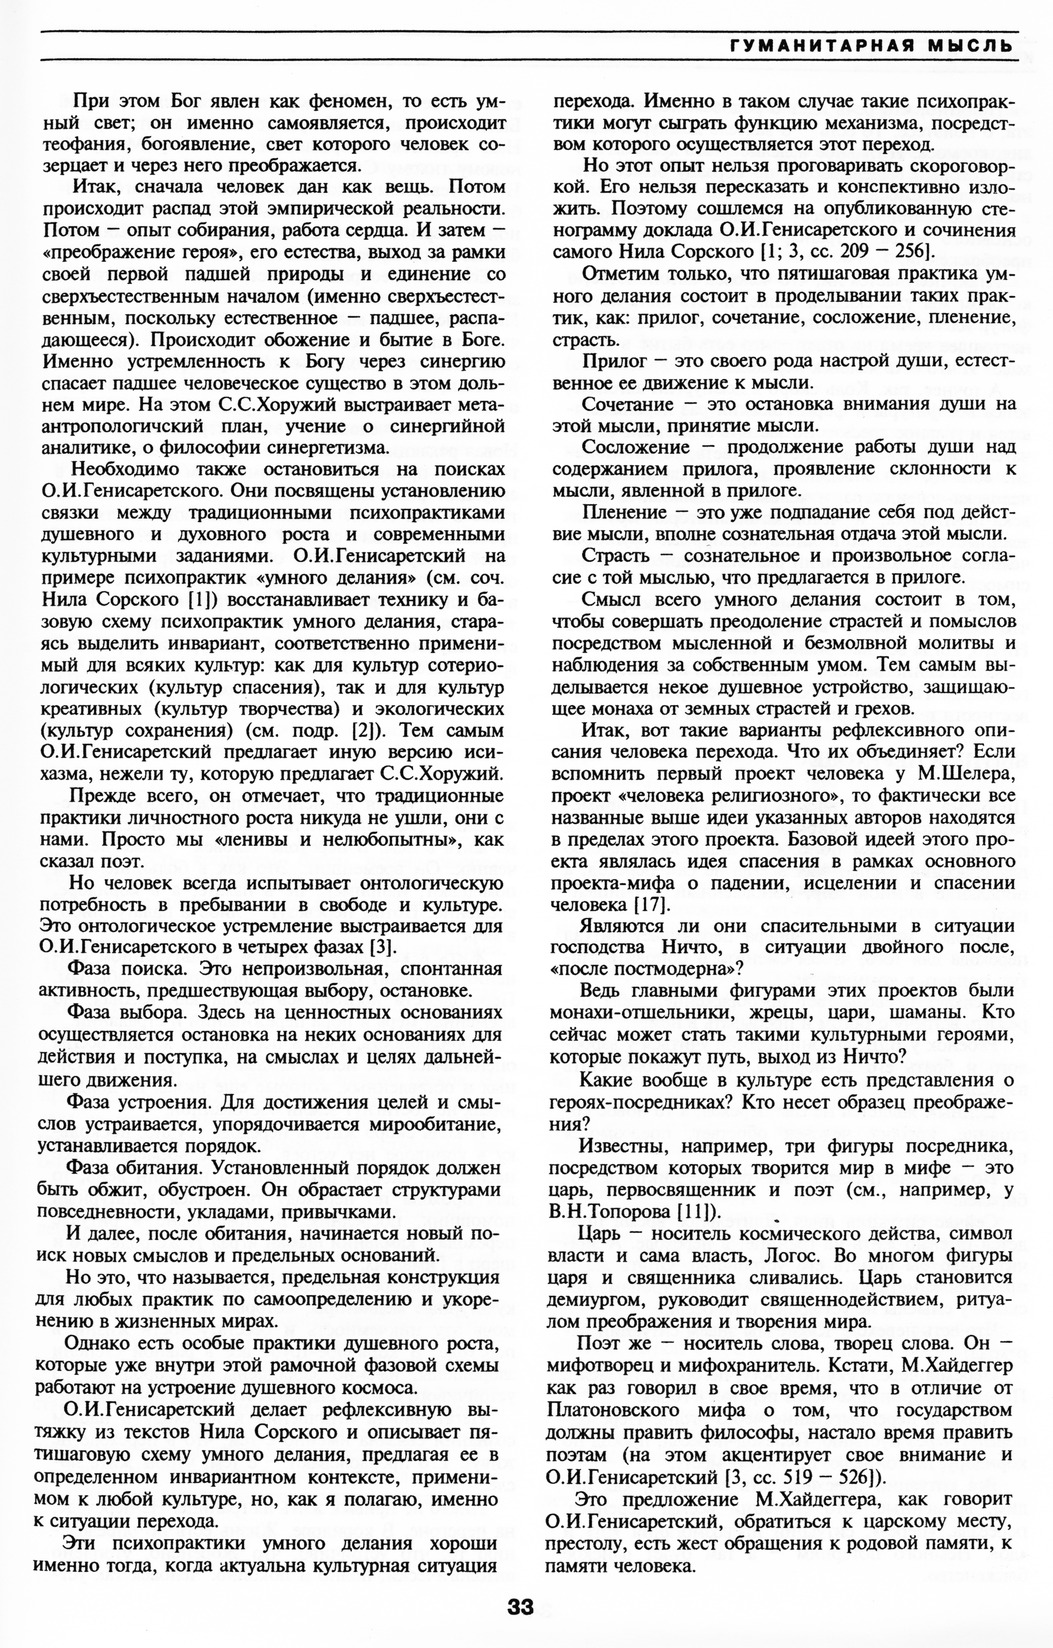 ГУМАНИТАРНАЯ МЫСЛЬ
При этом Бог явлен как феномен, то есть ум-
ный свет; он именно самоявляется, происходит
теофания, богоявление, свет которого человек со-
зерцает и через него преображается.
Итак, сначала человек дан как вещь. Потом
происходит распад этой эмпирической реальности.
Потом — опыт собирания, работа сердца. И затем —
«преображение героя», его естества, выход за рамки
своей первой падшей природы и единение со
сверхъестественным началом (именно сверхъестест-
венным, поскольку естественное — падшее, распа-
дающееся). Происходит обожение и бытие в Боге.
Именно устремленность к Богу через синергию
спасает падшее человеческое существо в этом доль-
нем мире. На этом С.С.Хоружий выстраивает мета-
антропологичский план, учение о синергийной
аналитике, о философии синергетизма.
Необходимо также остановиться на поисках
О.И.Генисаретского. Они посвящены установлению
связки между традиционными психопрактиками
душевного и духовного роста и современными
культурными заданиями. О.И.Генисаретский на
примере психопрактик «умного делания» (см. соч.
Нила Сорского [1]) восстанавливает технику и ба-
зовую схему психопрактик умного делания, стара-
ясь выделить инвариант, соответственно примени-
мый для всяких культур: как для культур сотерио-
логических (культур спасения), так и для культур
креативных (культур творчества) и экологических
(культур сохранения) (см. подр. [2]). Тем самым
О.И.Генисаретский предлагает иную версию иси-
хазма, нежели ту, которую предлагает С.С.Хоружий.
Прежде всего, он отмечает, что традиционные
практики личностного роста никуда не ушли, они с
нами. Просто мы «ленивы и нелюбопытны», как
сказал поэт.
Но человек всегда испытывает онтологическую
потребность в пребывании в свободе и культуре.
Это онтологическое устремление выстраивается для
О.И.Генисаретского в четырех фазах [3].
Фаза поиска. Это непроизвольная, спонтанная
активность, предшествующая выбору, остановке.
Фаза выбора. Здесь на ценностных основаниях
осуществляется остановка на неких основаниях для
действия и поступка, на смыслах и целях дальней-
шего движения.
Фаза устроения. Для достижения целей и смы-
слов устраивается, упорядочивается мирообитание,
устанавливается порядок.
Фаза обитания. Установленный порядок должен
быть обжит, обустроен. Он обрастает структурами
повседневности, укладами, привычками.
И далее, после обитания, начинается новый по-
иск новых смыслов и предельных оснований.
Но это, что называется, предельная конструкция
для любых практик по самоопределению и укоре-
нению в жизненных мирах.
Однако есть особые практики душевного роста,
которые уже внутри этой рамочной фазовой схемы
работают на устроение душевного космоса.
О.И.Генисаретский делает рефлексивную вы-
тяжку из текстов Нила Сорского и описывает пя-
тишаговую схему умного делания, предлагая ее в
определенном инвариантном контексте, примени-
мом к любой культуре, но, как я полагаю, именно
к ситуации перехода.
Эти психопрактики умного делания хороши
именно тогда, когда актуальна культурная ситуация
перехода. Именно в таком случае такие психопрак-
тики могут сыграть функцию механизма, посредст-
вом которого осуществляется этот переход.
Но этот опыт нельзя проговаривать скороговор-
кой. Его нельзя пересказать и конспективно изло-
жить. Поэтому сошлемся на опубликованную сте-
нограмму доклада О.И.Генисаретского и сочинения
самого Нила Сорского [1; 3, сс. 209 — 256].
Отметим только, что пятишаговая практика ум-
ного делания состоит в проделывании таких прак-
тик, как: прилог, сочетание, сосложение, пленение,
страсть.
Прилог — это своего рода настрой души, естест-
венное ее движение к мысли.
Сочетание — это остановка внимания души на
этой мысли, принятие мысли.
Сосложение — продолжение работы души над
содержанием прилога, проявление склонности к
мысли, явленной в прилоге.
Пленение — это уже подпадание себя под дейст-
вие мысли, вполне сознательная отдача этой мысли.
Страсть — сознательное и произвольное согла-
сие с той мыслью, что предлагается в прилоге.
Смысл всего умного делания состоит в том,
чтобы совершать преодоление страстей и помыслов
посредством мысленной и безмолвной молитвы и
наблюдения за собственным умом. Тем самым вы-
делывается некое душевное устройство, защищаю-
щее монаха от земных страстей и грехов.
Итак, вот такие варианты рефлексивного опи-
сания человека перехода. Что их объединяет? Если
вспомнить первый проект человека у М.Шелера,
проект «человека религиозного», то фактически все
названные выше идеи указанных авторов находятся
в пределах этого проекта. Базовой идеей этого про-
екта являлась идея спасения в рамках основного
проекта-мифа о падении, исцелении и спасении
человека [17].
Являются ли они спасительными в ситуации
господства Ничто, в ситуации двойного после,
«после постмодерна»?
Ведь главными фигурами этих проектов были
монахи-отшельники, жрецы, цари, шаманы. Кто
сейчас может стать такими культурными героями,
которые покажут путь, выход из Ничто?
Какие вообще в культуре есть представления о
героях-посредниках? Кто несет образец преображе-
ния?
Известны, например, три фигуры посредника,
посредством которых творится мир в мифе — это
царь, первосвященник и поэт (см., например, у
В.Н.Топорова [11]).
Царь — носитель космического действа, символ
власти и сама власть, Логос. Во многом фигуры
царя и священника сливались. Царь становится
демиургом, руководит священнодействием, ритуа-
лом преображения и творения мира.
Поэт же — носитель слова, творец слова. Он —
мифотворец и мифохранитель. Кстати, М.Хайдеггер
как раз говорил в свое время, что в отличие от
Платоновского мифа о том, что государством
должны править философы, настало время править
поэтам (на этом акцентирует свое внимание и
О.И.Генисаретский [3, сс. 519 — 526]).
Это предложение М.Хайдеггера, как говорит
О.И.Генисаретский, обратиться к царскому месту,
престолу, есть жест обращения к родовой памяти, к
памяти человека.
33